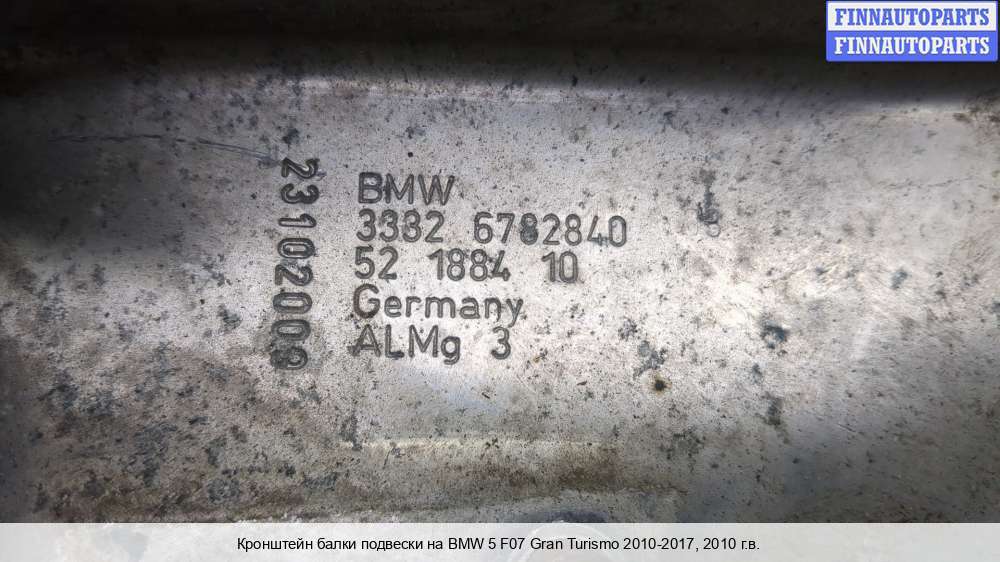 FINNAUTOPARTS
FINNAUTOPARTS
23102009
BMW
3332 6782840
52 1884 10
Germany
ALMg 3
Кронштейн балки подвески на BMW 5 F07 Gran Turismo 2010-2017, 2010 г.в.